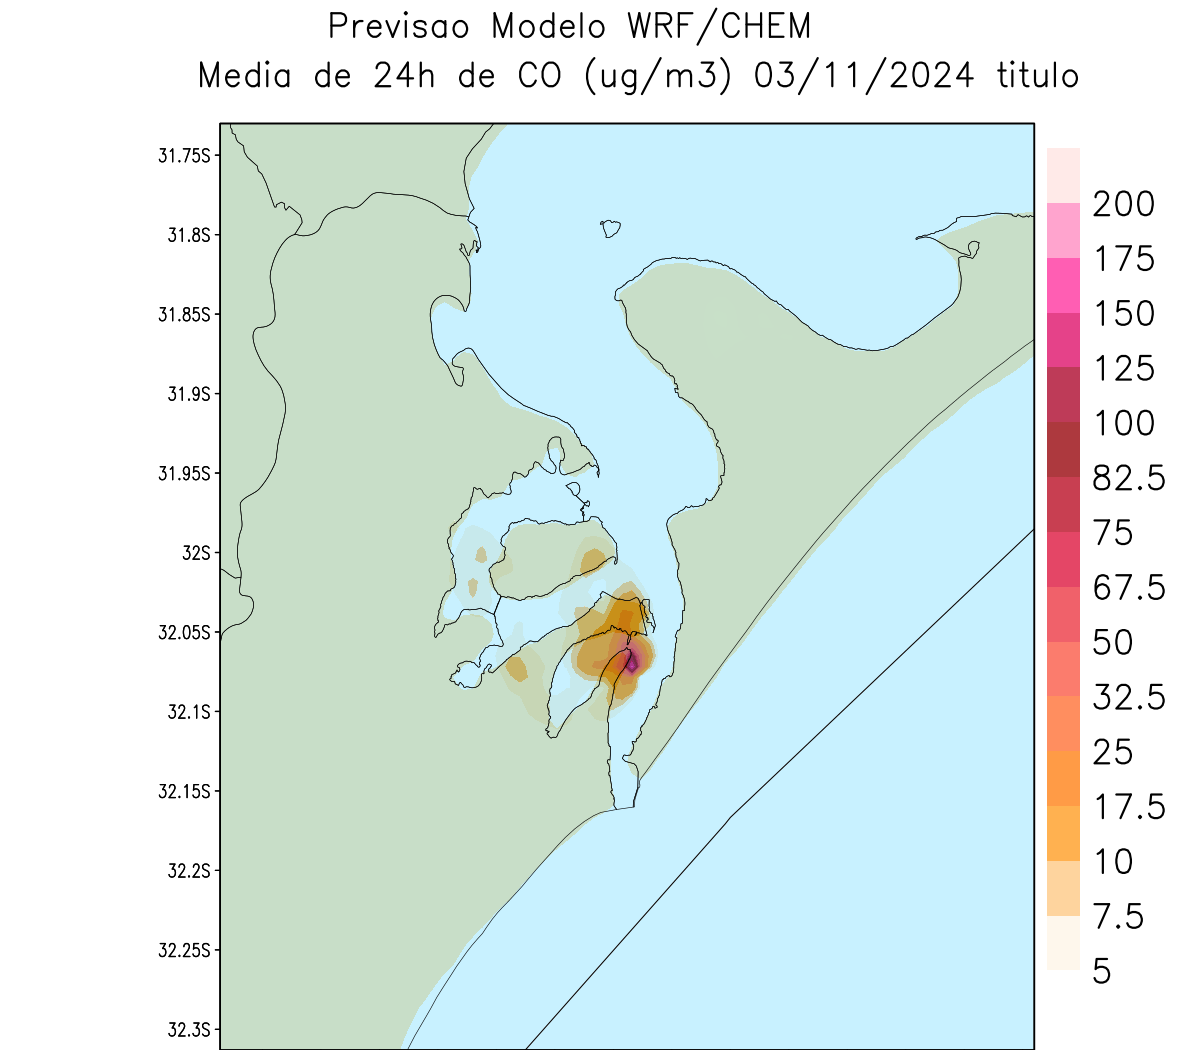 Previsao Modelo WRF/CHEM
Media de 24h de CO (ug/m3) 03/11/2024 titulo
31.75S
31.8S
31.85S
31.9S
31.95S
32S
32.05S
32.1S
32.15S
32.2S
32.25S
32.3S
200
175
150
125
100
82.5
75
67.5
50
32.5
25
17.5
10
7.5
5